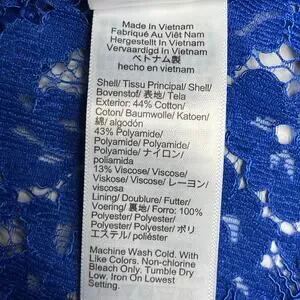 Made In Vietnam
Fabriqué Au Viêt Nam
Hergestellt In Vietnam
Vervaardigd In Vietnam
ベトナム製
hecho en vietnam
Shell/ Tissu Principal/ Shell/
Bovenstof/ 表地/ Tela
Exterior: 44% Cotton/
Coton/ Baumwolle/ Katoen/
綿/ algodón
43% Polyamide/
Polyamide/ Polyamide/
Polyamide/ ナイロン/
poliamida
13% Viscose/ Viscose/
Viskose/ Viscose/ レーヨン/
viscosa
Lining/ Doublure/ Futter/
Voering/ 裏地/ Forro: 100%
Polyester/ Polyester/
Polyester/ Polyester/ ポリ
エステル/ poliéster
Machine Wash Cold. With
Like Colors. Non-chlorine
Bleach Only. Tumble Dry
Low. Iron On Lowest
Setting.